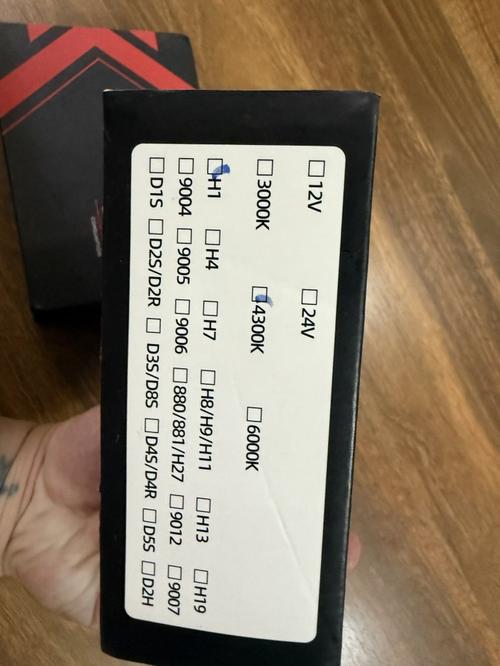 ☐ 12V ☐ 24V
☐ 3000K ☑ 4300K ☐ 6000K
☑ H1 ☐ H4 ☐ H7 ☐ H8/H9/H11 ☐ H13 ☐ H19
☐ 9004 ☐ 9005 ☐ 9006 ☐ 880/881/H27 ☐ 9012 ☐ 9007
☐ D1S ☐ D2S/D2R ☐ D3S/D8S ☐ D4S/D4R ☐ D5S ☐ D2H